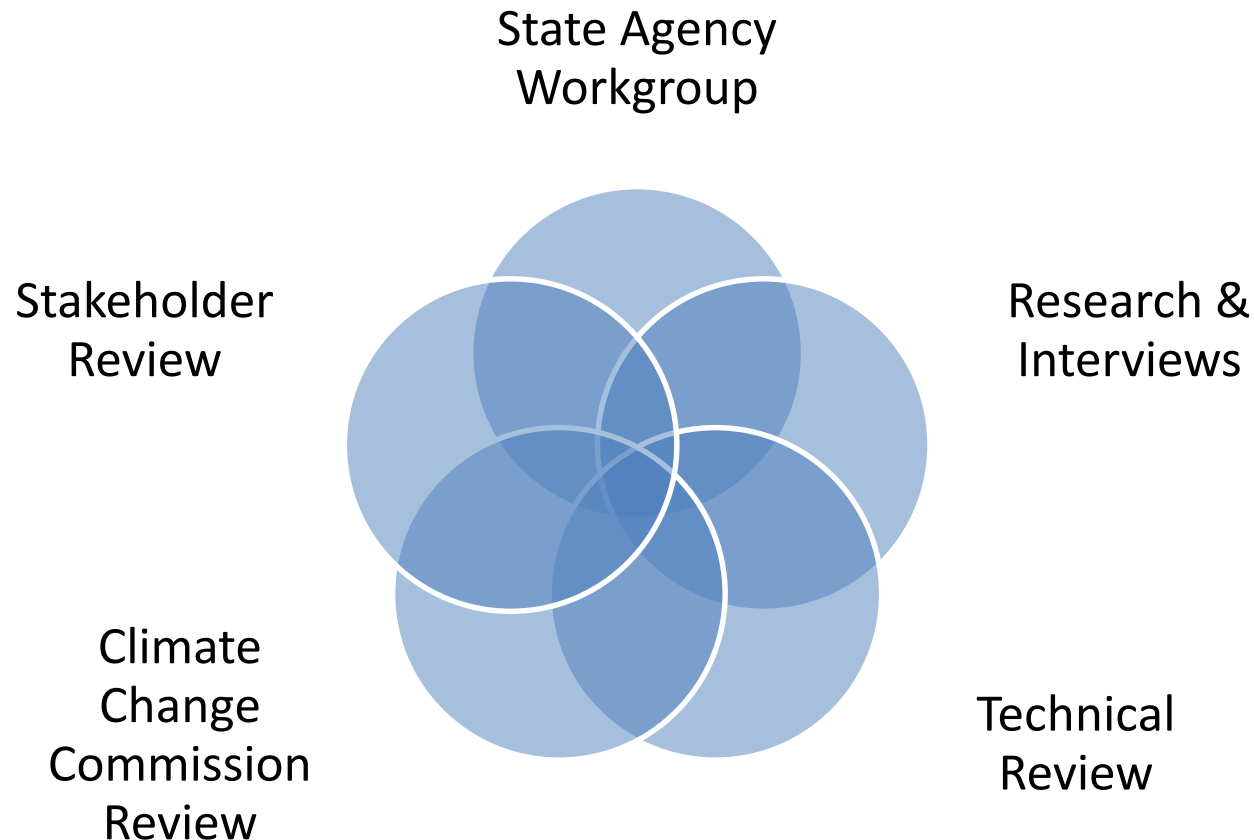 State Agency
Workgroup
Stakeholder
Review
Research &
Interviews
Climate
Change
Commission
Review
Technical
Review